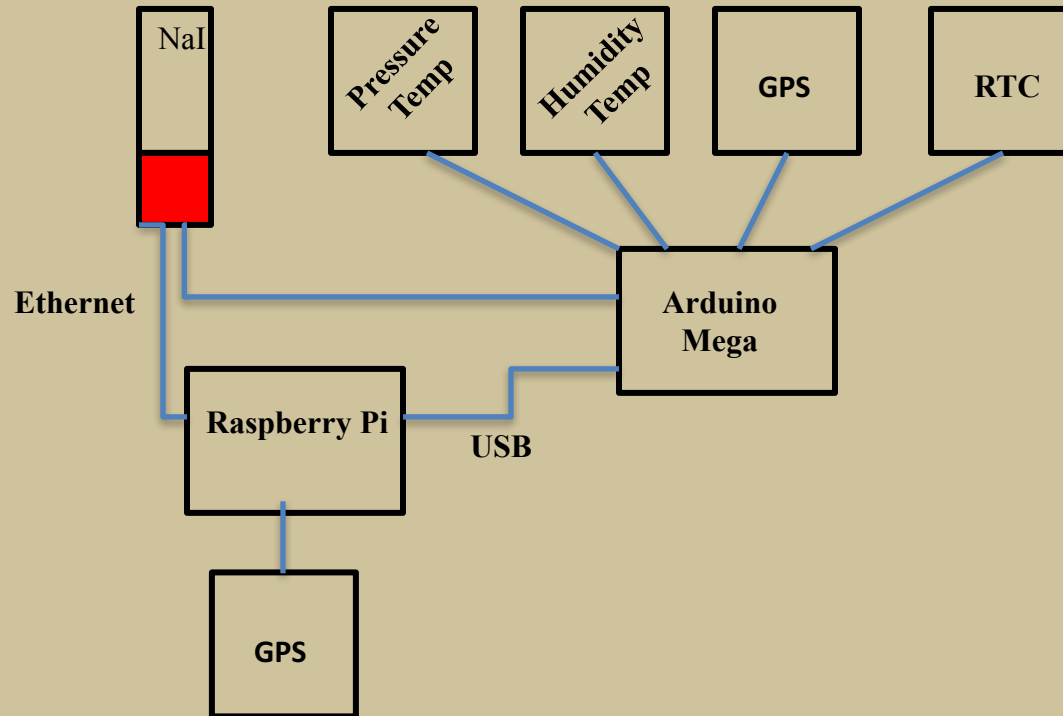 NaI
Pressure
Temp
Humidity
Temp
GPS
RTC
Ethernet
Arduino
Mega
Raspberry Pi
USB
GPS